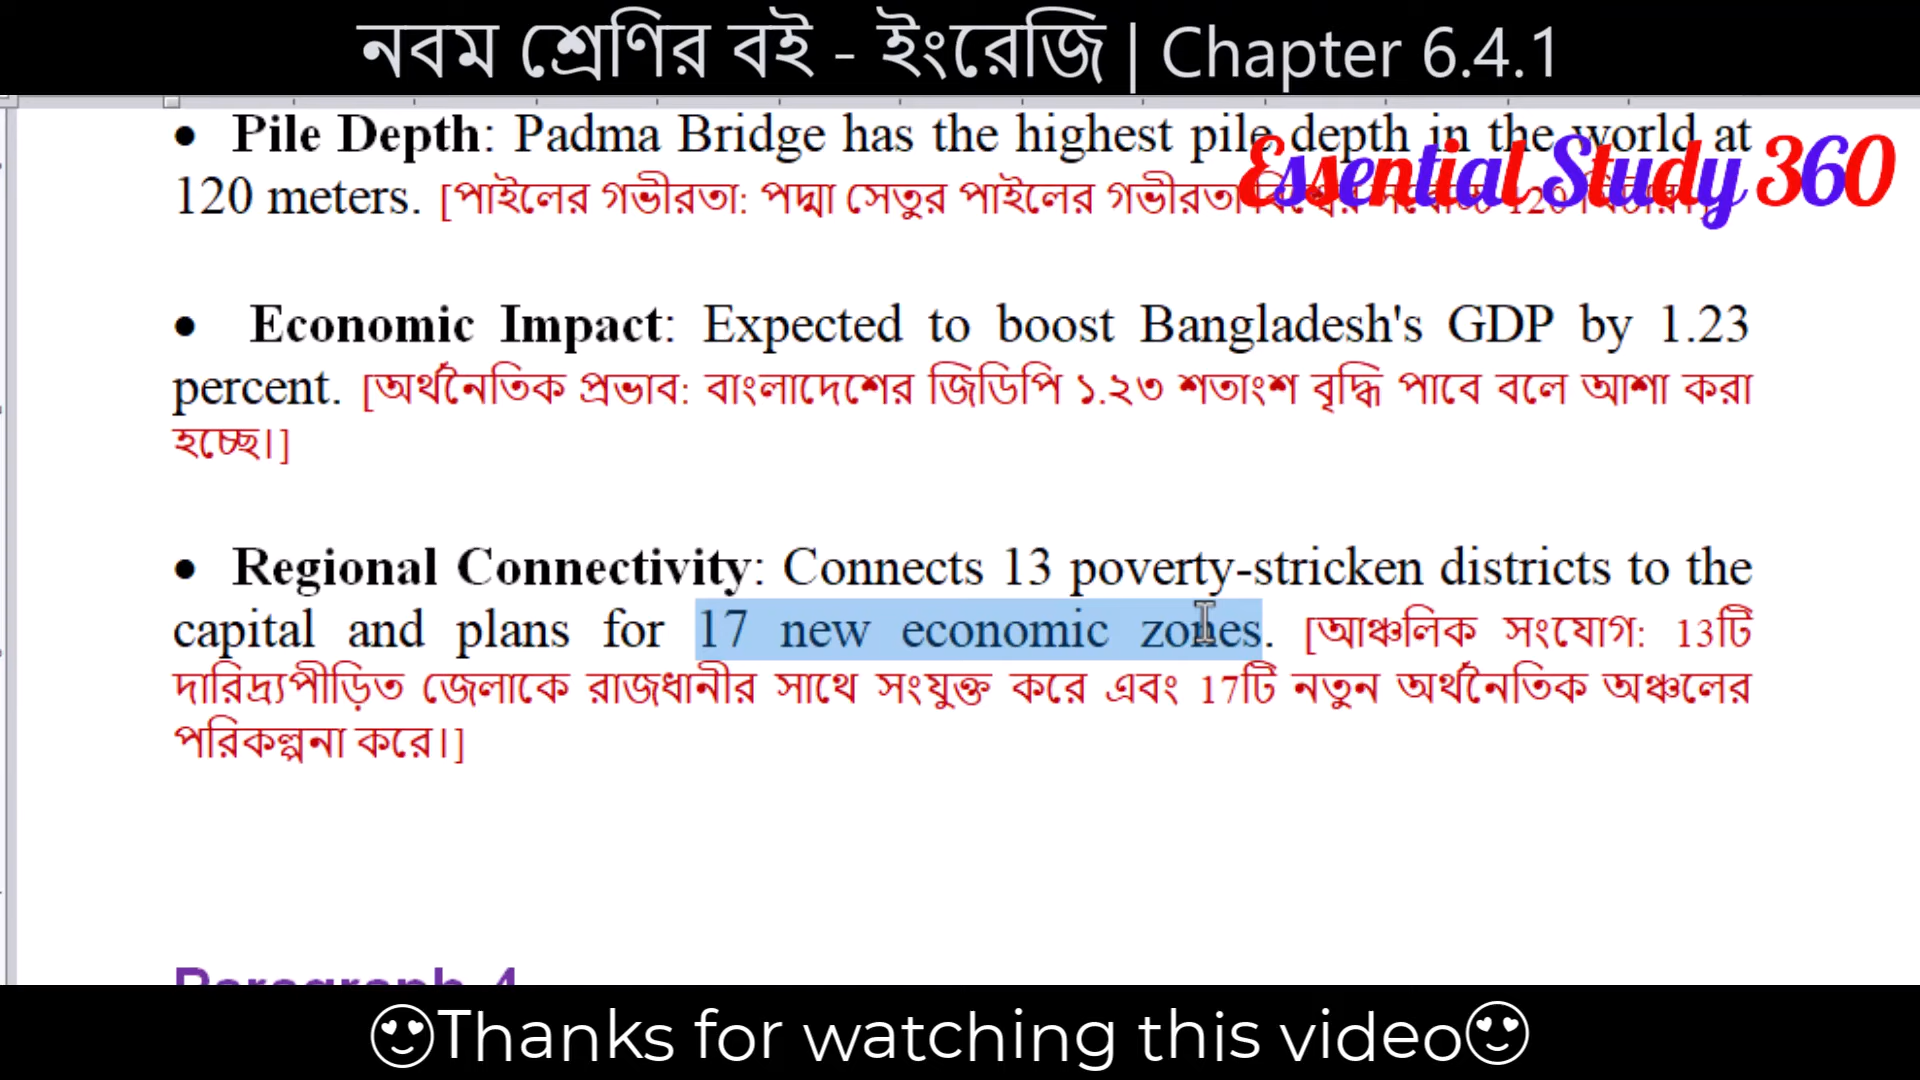 নবম শ্রেণির বই - ইংরেজি | Chapter 6.4.1
● Pile Depth: Padma Bridge has the highest pile depth in the world at
120 meters. [পাইলের গভীরতা: পদ্মা সেতুর পাইলের গভীরতা
Essential Study 360
● Economic Impact: Expected to boost Bangladesh's GDP by 1.23
percent. [অর্থনৈতিক প্রভাব: বাংলাদেশের জিডিপি ১.২৩ শতাংশ বৃদ্ধি পাবে বলে আশা করা
হচ্ছে।]
● Regional Connectivity: Connects 13 poverty-stricken districts to the
capital and plans for 17 new economic zones. [আঞ্চলিক সংযোগ: 13টি
দারিদ্র্যপীড়িত জেলাকে রাজধানীর সাথে সংযুক্ত করে এবং 17টি নতুন অর্থনৈতিক অঞ্চলের
পরিকল্পনা করে।]
Paragraph 4
Thanks for watching this video